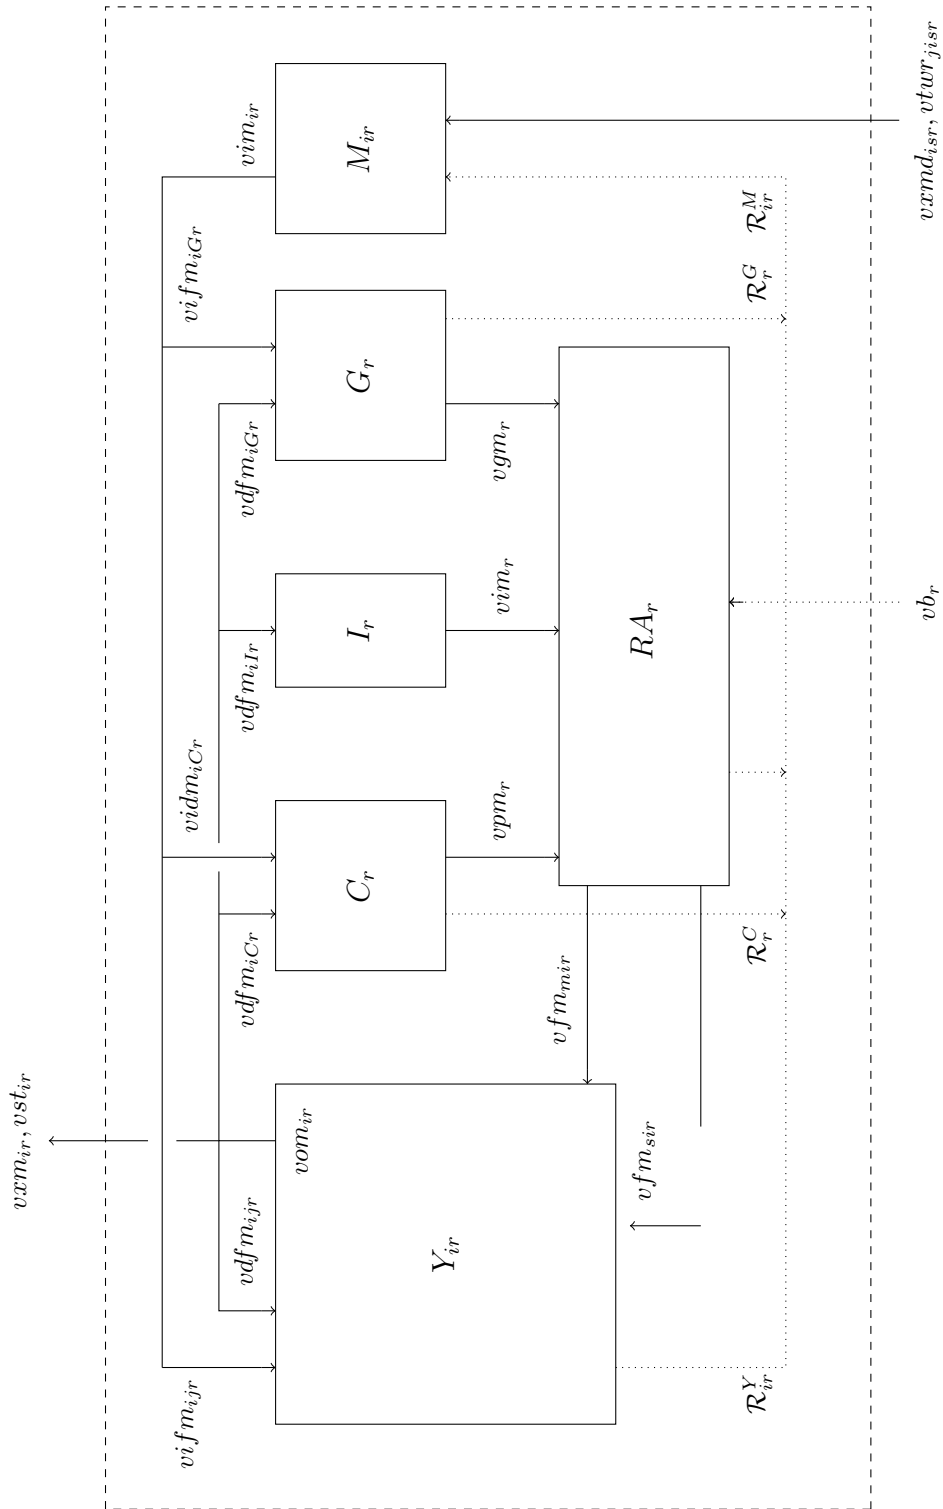 vxm_{ir}, vst_{ir}
vifm_{ijr}
vidm_{iCr}
vifm_{iGr}
vdfm_{ijr}
vdfm_{iCr}
vdfm_{iIr}
vdfm_{iGr}
vim_{ir}
vom_{ir}
Y_{ir}
C_r
I_r
G_r
M_{ir}
vpm_r
vim_r
vgm_r
vfm_{mir}
vfm_{sir}
RA_r
\mathcal{R}^Y_{ir}
\mathcal{R}^C_r
\mathcal{R}^G_r
\mathcal{R}^M_{ir}
vb_r
vxmd_{isr}, vtwr_{jisr}